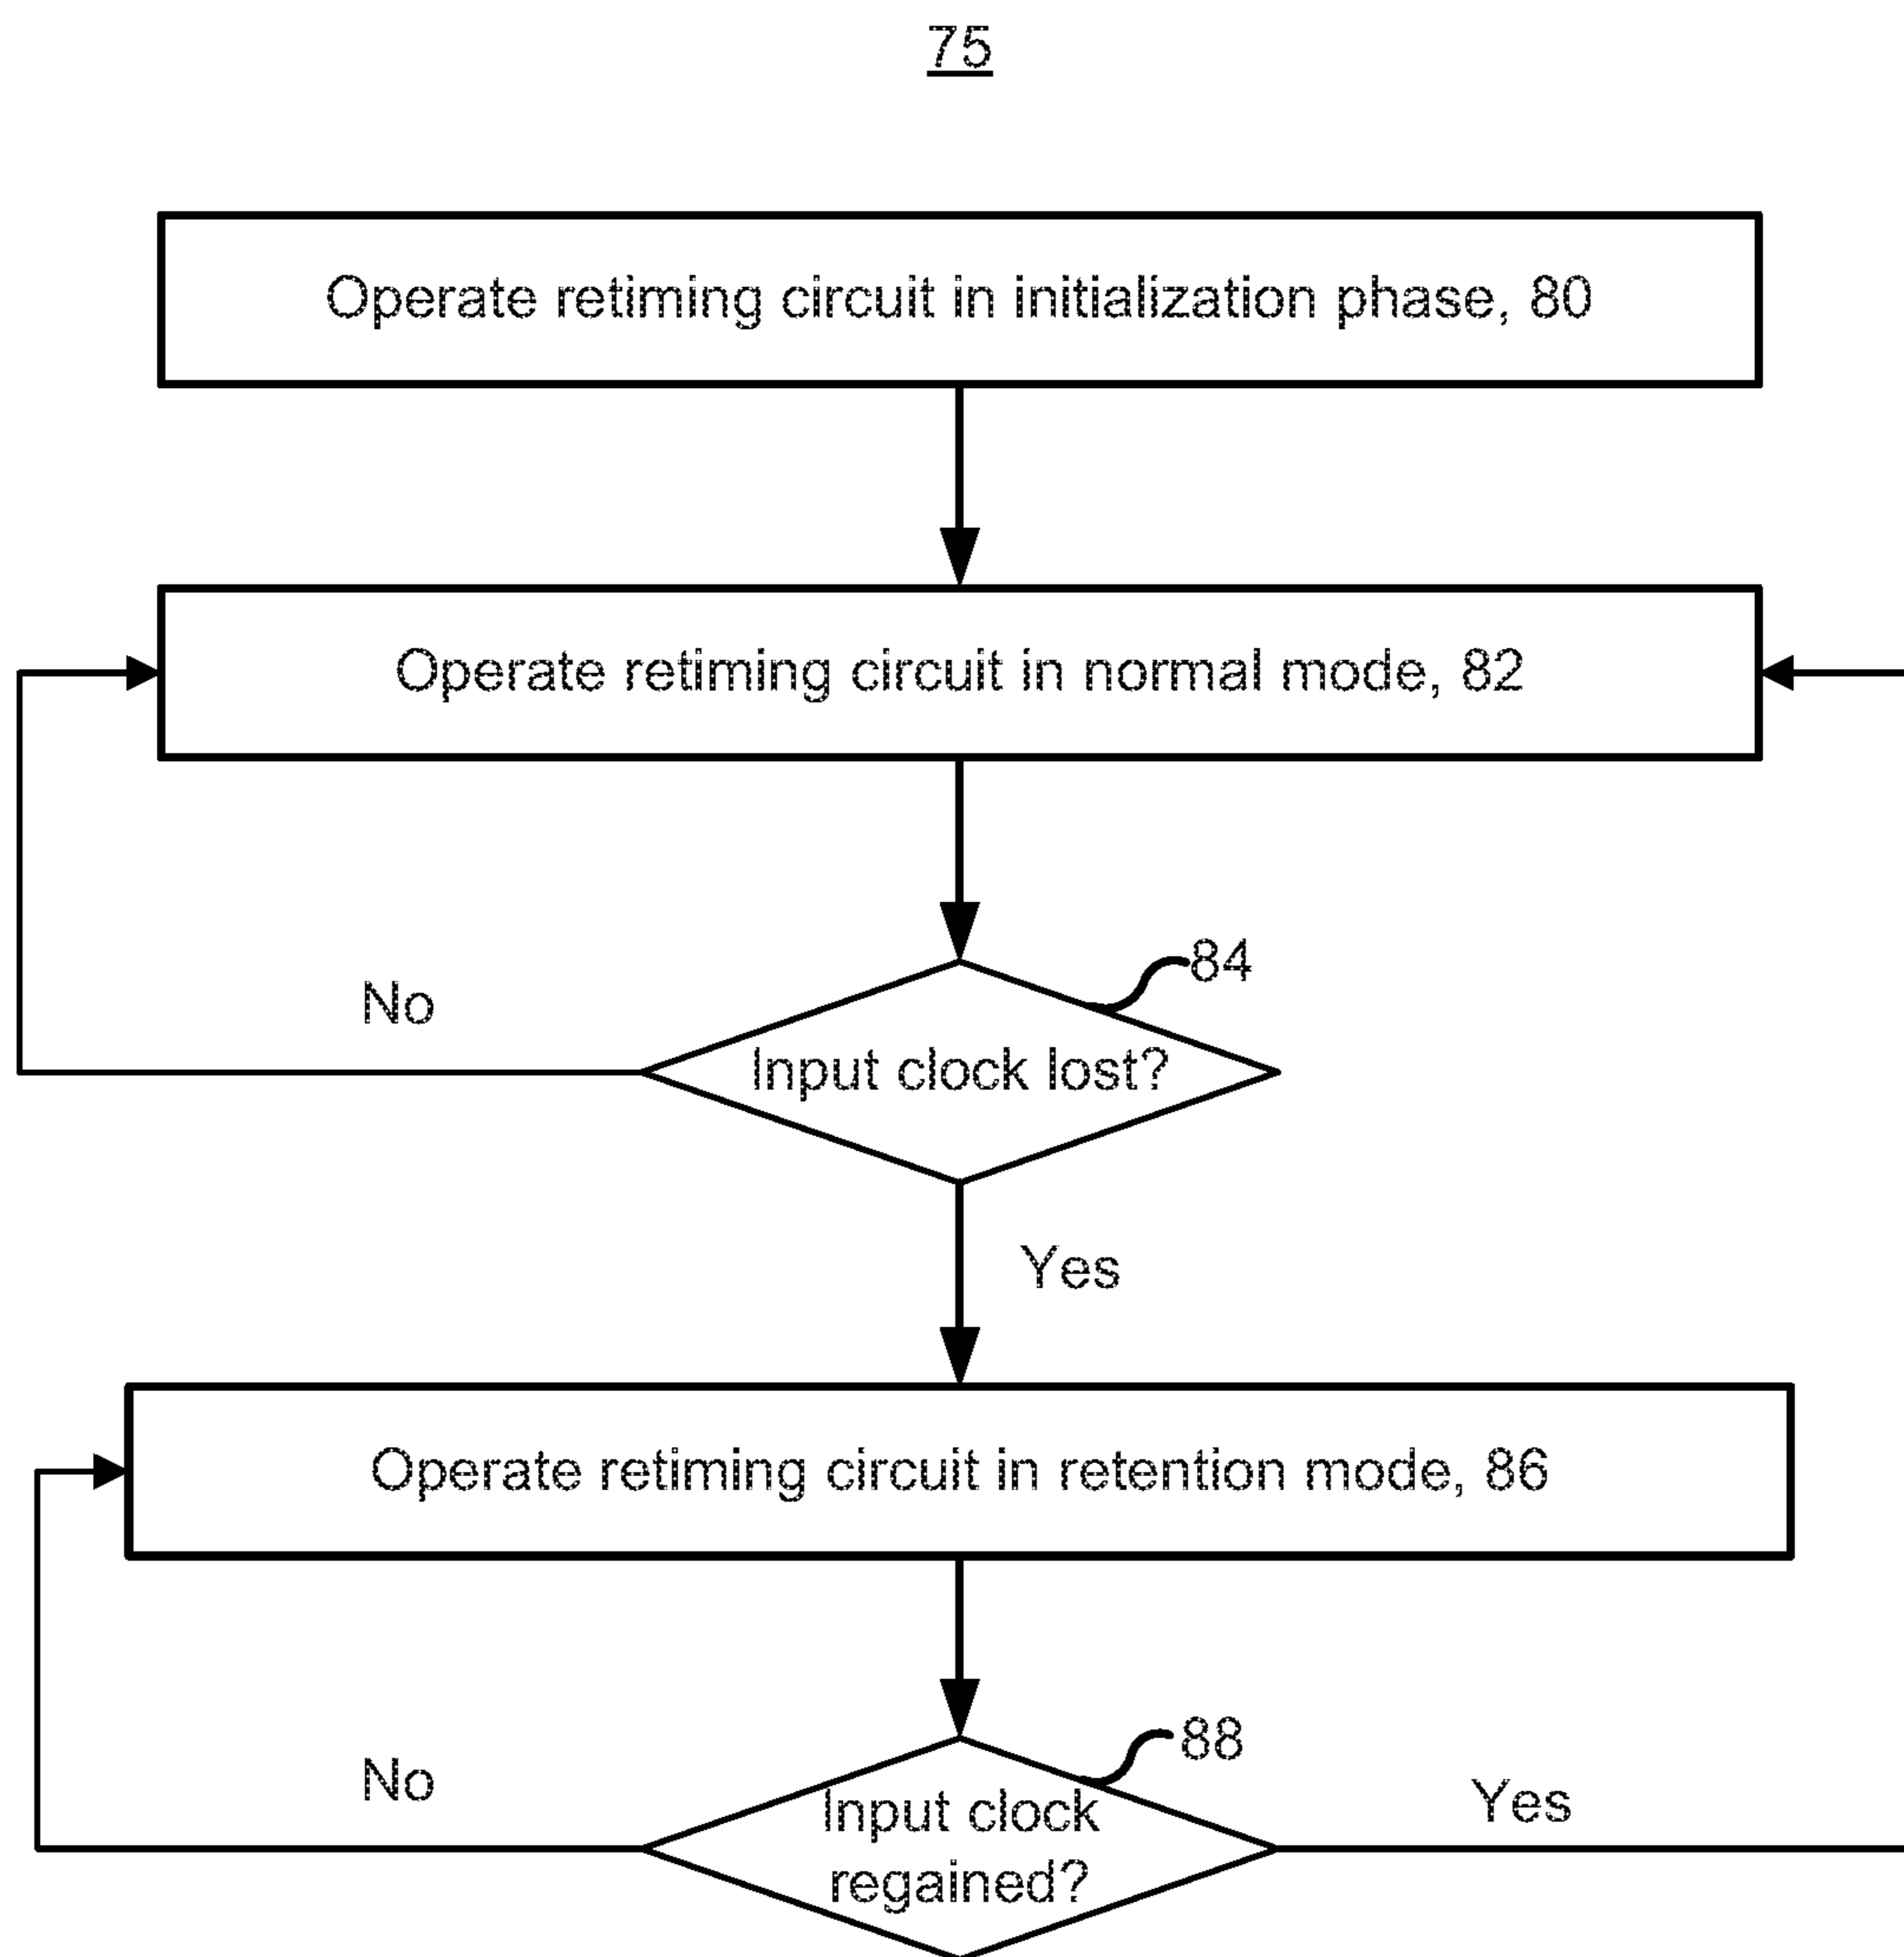 75
Operate retiming circuit in initialization phase, 80
Operate retiming circuit in normal mode, 82
84
No
Input clock lost?
Yes
Operate retiming circuit in retention mode, 86
88
No
Yes
Input clock
regained?